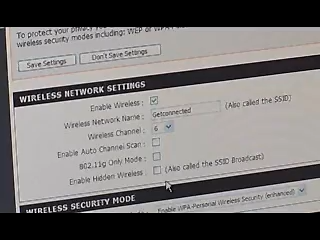 To protect your privacy you
wireless security modes including: WEP or WPA-
Save Settings Don't Save Settings
WIRELESS NETWORK SETTINGS
Enable Wireless :
Wireless Network Name : Getconnected (Also called the SSID)
Wireless Channel : 6
Enable Auto Channel Scan :
802.11g Only Mode :
Enable Hidden Wireless : (Also called the SSID Broadcast)
WIRELESS SECURITY MODE
Enable WPA-Personal Wireless Security (enhanced)